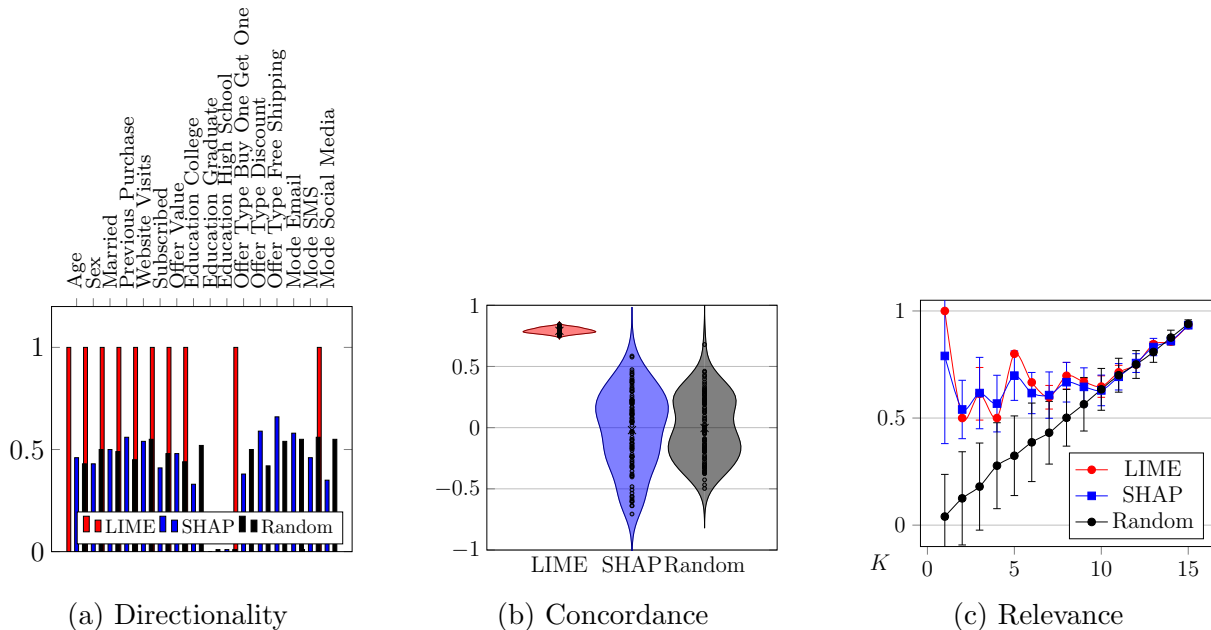 Age
Sex
Married
Previous Purchase
Website Visits
Subscribed
Offer Value
Education College
Education Graduate
Education High School
Offer Type Buy One Get One
Offer Type Discount
Offer Type Free Shipping
Mode Email
Mode SMS
Mode Social Media
1
0.5
0
LIME SHAP Random
(a) Directionality
1
0.5
0
−0.5
−1
LIME SHAP Random
(b) Concordance
1
0.5
0
LIME
SHAP
Random
K 0 5 10 15
(c) Relevance